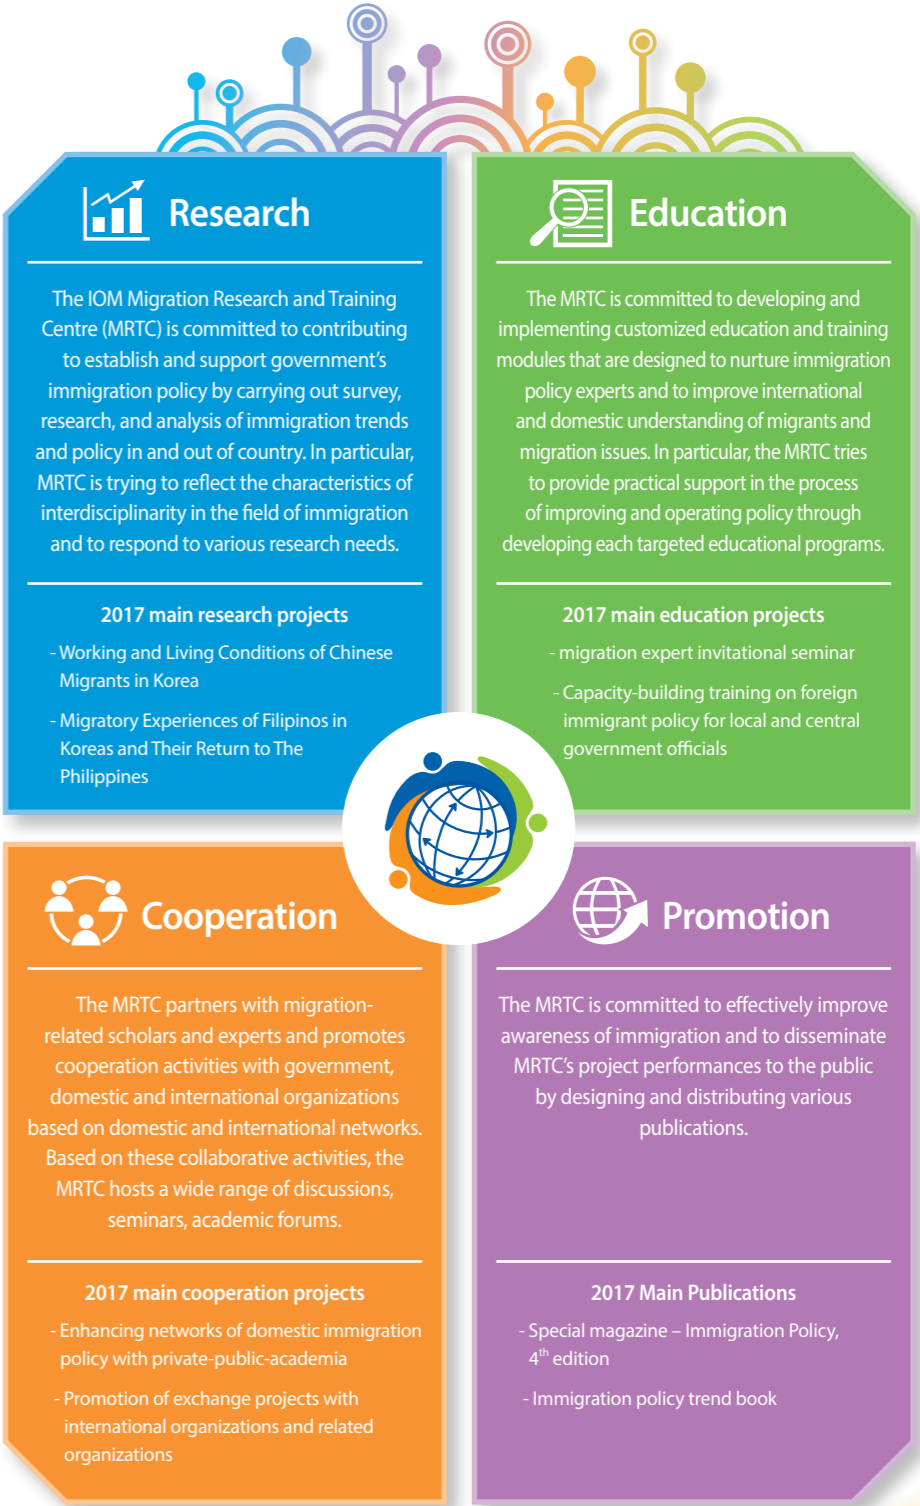 Research
The IOM Migration Research and Training
Centre (MRTC) is committed to contributing
to establish and support government's
immigration policy by carrying out survey,
research, and analysis of immigration trends
and policy in and out of country. In particular,
MRTC is trying to reflect the characteristics of
interdisciplinarity in the field of immigration
and to respond to various research needs.
2017 main research projects
- Working and Living Conditions of Chinese
Migrants in Korea
- Migratory Experiences of Filipinos in
Koreas and Their Return to The
Philippines
Education
The MRTC is committed to developing and
implementing customized education and training
modules that are designed to nurture immigration
policy experts and to improve international
and domestic understanding of migrants and
migration issues. In particular, the MRTC tries
to provide practical support in the process
of improving and operating policy through
developing each targeted educational programs.
2017 main education projects
- migration expert invitational seminar
- Capacity-building training on foreign
immigrant policy for local and central
government officials
Cooperation
The MRTC partners with migration-
related scholars and experts and promotes
cooperation activities with government,
domestic and international organizations
based on domestic and international networks.
Based on these collaborative activities, the
MRTC hosts a wide range of discussions,
seminars, academic forums.
2017 main cooperation projects
- Enhancing networks of domestic immigration
policy with private-public-academia
- Promotion of exchange projects with
international organizations and related
organizations
Promotion
The MRTC is committed to effectively improve
awareness of immigration and to disseminate
MRTC's project performances to the public
by designing and distributing various
publications.
2017 Main Publications
- Special magazine – Immigration Policy,
4th edition
- Immigration policy trend book